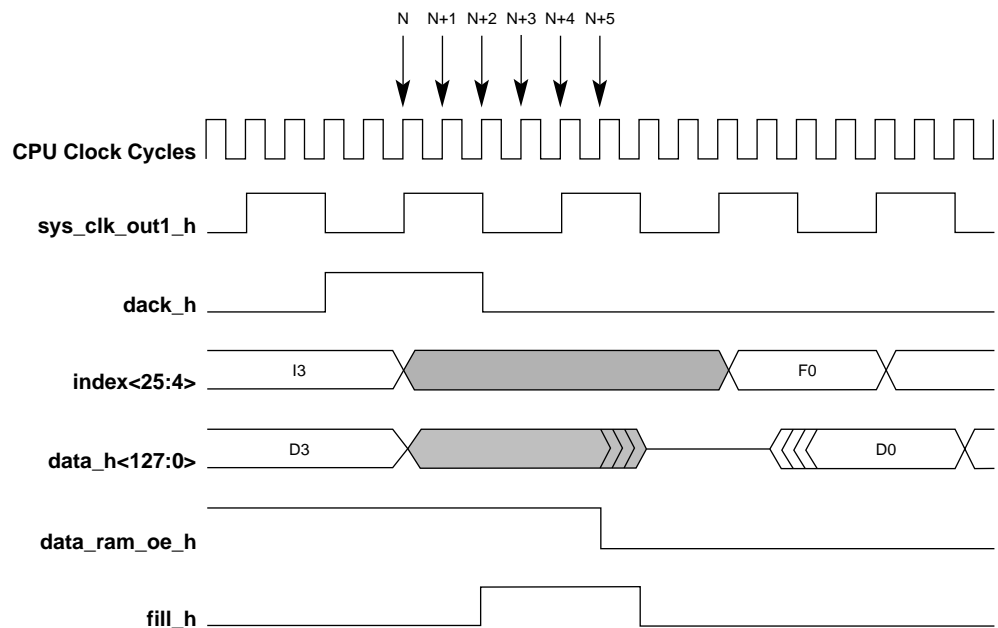 N N+1 N+2 N+3 N+4 N+5
CPU Clock Cycles
sys_clk_out1_h
dack_h
I3 F0
index<25:4>
D3 D0
data_h<127:0>
data_ram_oe_h
fill_h